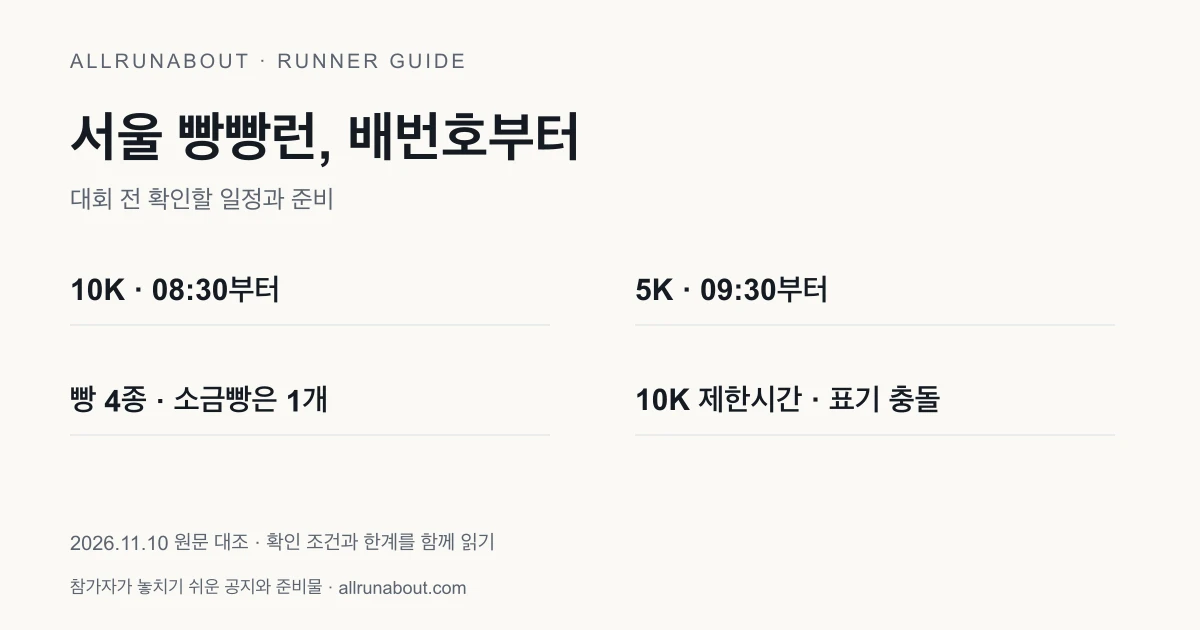 ALLRUNABOUT · RUNNER GUIDE
서울 빵빵런, 배번호부터
대회 전 확인할 일정과 준비
10K · 08:30부터
5K · 09:30부터
빵 4종 · 소금빵은 1개
10K 제한시간 · 표기 충돌
2026.11.10 원문 대조 · 확인 조건과 한계를 함께 읽기
참가자가 놓치기 쉬운 공지와 준비물 · allrunabout.com